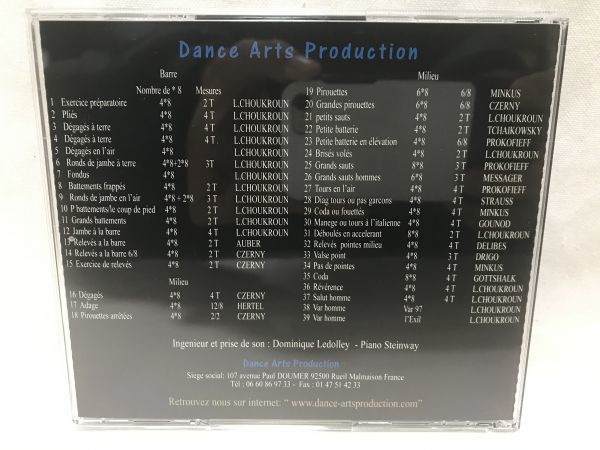 Dance Arts Production
Barre
Nombre de * 8 Mesures
1 Exercice préparatoire 4*8 2 T L.CHOUKROUN
2 Pliés 4*8 4 T L.CHOUKROUN
3 Dégagés à terre 4*8 4 T L.CHOUKROUN
4 Dégagés à terre 4*8 4 T L.CHOUKROUN
5 Dégagés en l'air 4*8 L.CHOUKROUN
6 Ronds de jambe à terre 4*8+2*8 3T L.CHOUKROUN
7 Fondus 4*8 L.CHOUKROUN
8 Battements frappés 4*8 2 T L.CHOUKROUN
9 Ronds de jambe en l'air 4*8 + 2*8 3 T L.CHOUKROUN
10 P battements/le coup de pied 4*8 2 T L.CHOUKROUN
11 Grands battements 4*8 2 T L.CHOUKROUN
12 Jambe à la barre 4*8 4 T L.CHOUKROUN
13 Relevés a la barre 4*8 2 T AUBER
14 Relevés a la barre 6/8 4*8 2 T CZERNY
15 Exercice de relevés 4*8 2 T CZERNY
Milieu
16 Dégagés 4*8 4 T CZERNY
17 Adage 4*8 12/8 HERTEL
18 Pirouettes arrêtées 4*8 2/2 CZERNY
Milieu
19 Pirouettes 6*8 6/8 MINKUS
20 Grandes pirouettes 6*8 6/8 CZERNY
21 petits sauts 4*8 2 T L.CHOUKROUN
22 Petite batterie 4*8 2 T TCHAIKOWSKY
23 Petite batterie en élévation 4*8 6/8 PROKOFIEFF
24 Brisés volés 4*8 2 T L.CHOUKROUN
25 Grands sauts 8*8 3 T PROKOFIEFF
26 Grands sauts hommes 6*8 3 T MESSAGER
27 Tours en l'air 4*8 4 T PROKOFIEFF
28 Diag tours ou pas garcons 4*8 4 T STRAUSS
29 Coda ou fouettés 4*8 4 T MINKUS
30 Manege ou tours à l'italienne 4*8 4 T GOUNOD
31 Déboulés en accelerant 8*8 2 T L.CHOUKROUN
32 Relevés pointes milieu 4*8 4 T DELIBES
33 Valse point 4*8 3 T DRIGO
34 Pas de pointes 4*8 4 T MINKUS
35 Coda 8*8 4 T GOTTSHALK
36 Révérence 4*8 4 T L.CHOUKROUN
37 Salut homme 4*8 4 T L.CHOUKROUN
38 Var homme Var 97 L.CHOUKROUN
39 Var homme l'Exil L.CHOUKROUN
Ingenieur et prise de son : Dominique Ledolley - Piano Steinway
Dance Arts Production
Siege social: 107 avenue Paul DOUMER 92500 Rueil Malmaison France
Tél : 06 60 86 97 33 - Fax : 01 47 51 42 33
Retrouvez nous sur internet: “ www.dance-artsproduction.com”